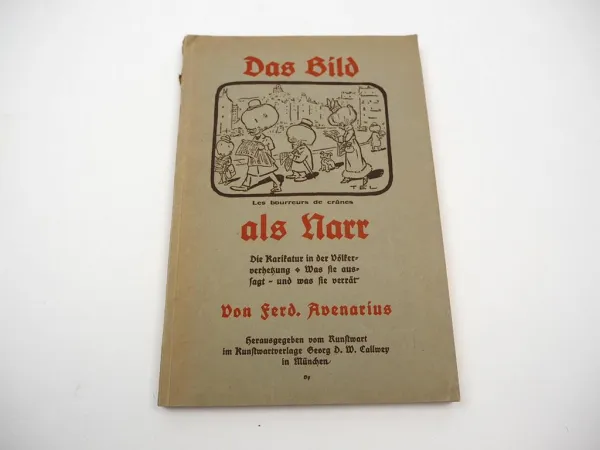 Das Bild
T E L
Les bourreurs de crânes
als Narr
Die Karikatur in der Völker-
verhetzung + Was sie aus-
sagt - und was sie verrät
Von Ferd. Avenarius
Herausgegeben vom Kunstwart
im Kunstwartverlage Georg D. W. Callwey
in München